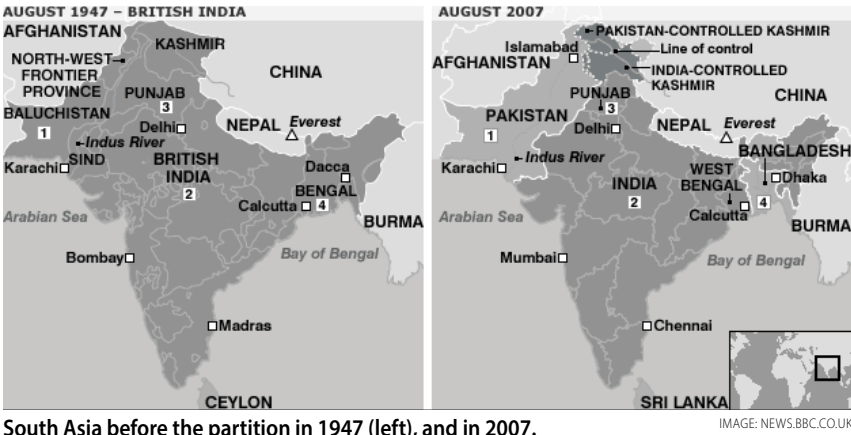 AUGUST 1947 – BRITISH INDIA
AFGHANISTAN
KASHMIR
NORTH-WEST
FRONTIER
PROVINCE
CHINA
PUNJAB
3
BALUCHISTAN
1
Delhi
NEPAL
Everest
Indus River
Karachi
SIND
BRITISH
INDIA
2
Dacca
BENGAL
4
Calcutta
Arabian Sea
BURMA
Bombay
Bay of Bengal
Madras
CEYLON
AUGUST 2007
PAKISTAN-CONTROLLED KASHMIR
Islamabad
Line of control
AFGHANISTAN
INDIA-CONTROLLED
KASHMIR
CHINA
PUNJAB
3
PAKISTAN
1
Delhi
NEPAL
Everest
Indus River
BANGLADESH
Karachi
WEST
BENGAL
Dhaka
INDIA
2
4
Calcutta
Arabian Sea
BURMA
Mumbai
Bay of Bengal
Chennai
SRI LANKA
South Asia before the partition in 1947 (left), and in 2007.
IMAGE: NEWS.BBC.CO.UK